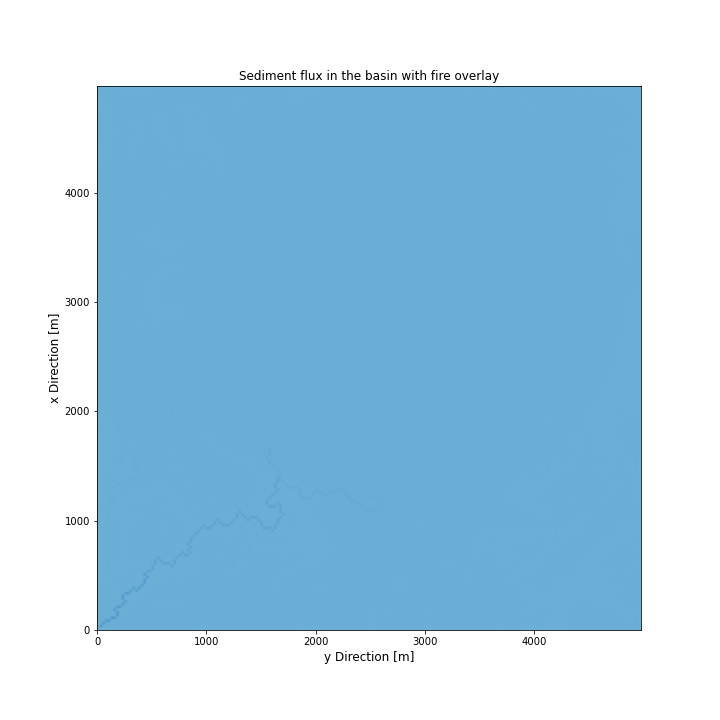 Sediment flux in the basin with fire overlay
4000
3000
2000
1000
0
x Direction [m]
0 1000 2000 3000 4000
y Direction [m]